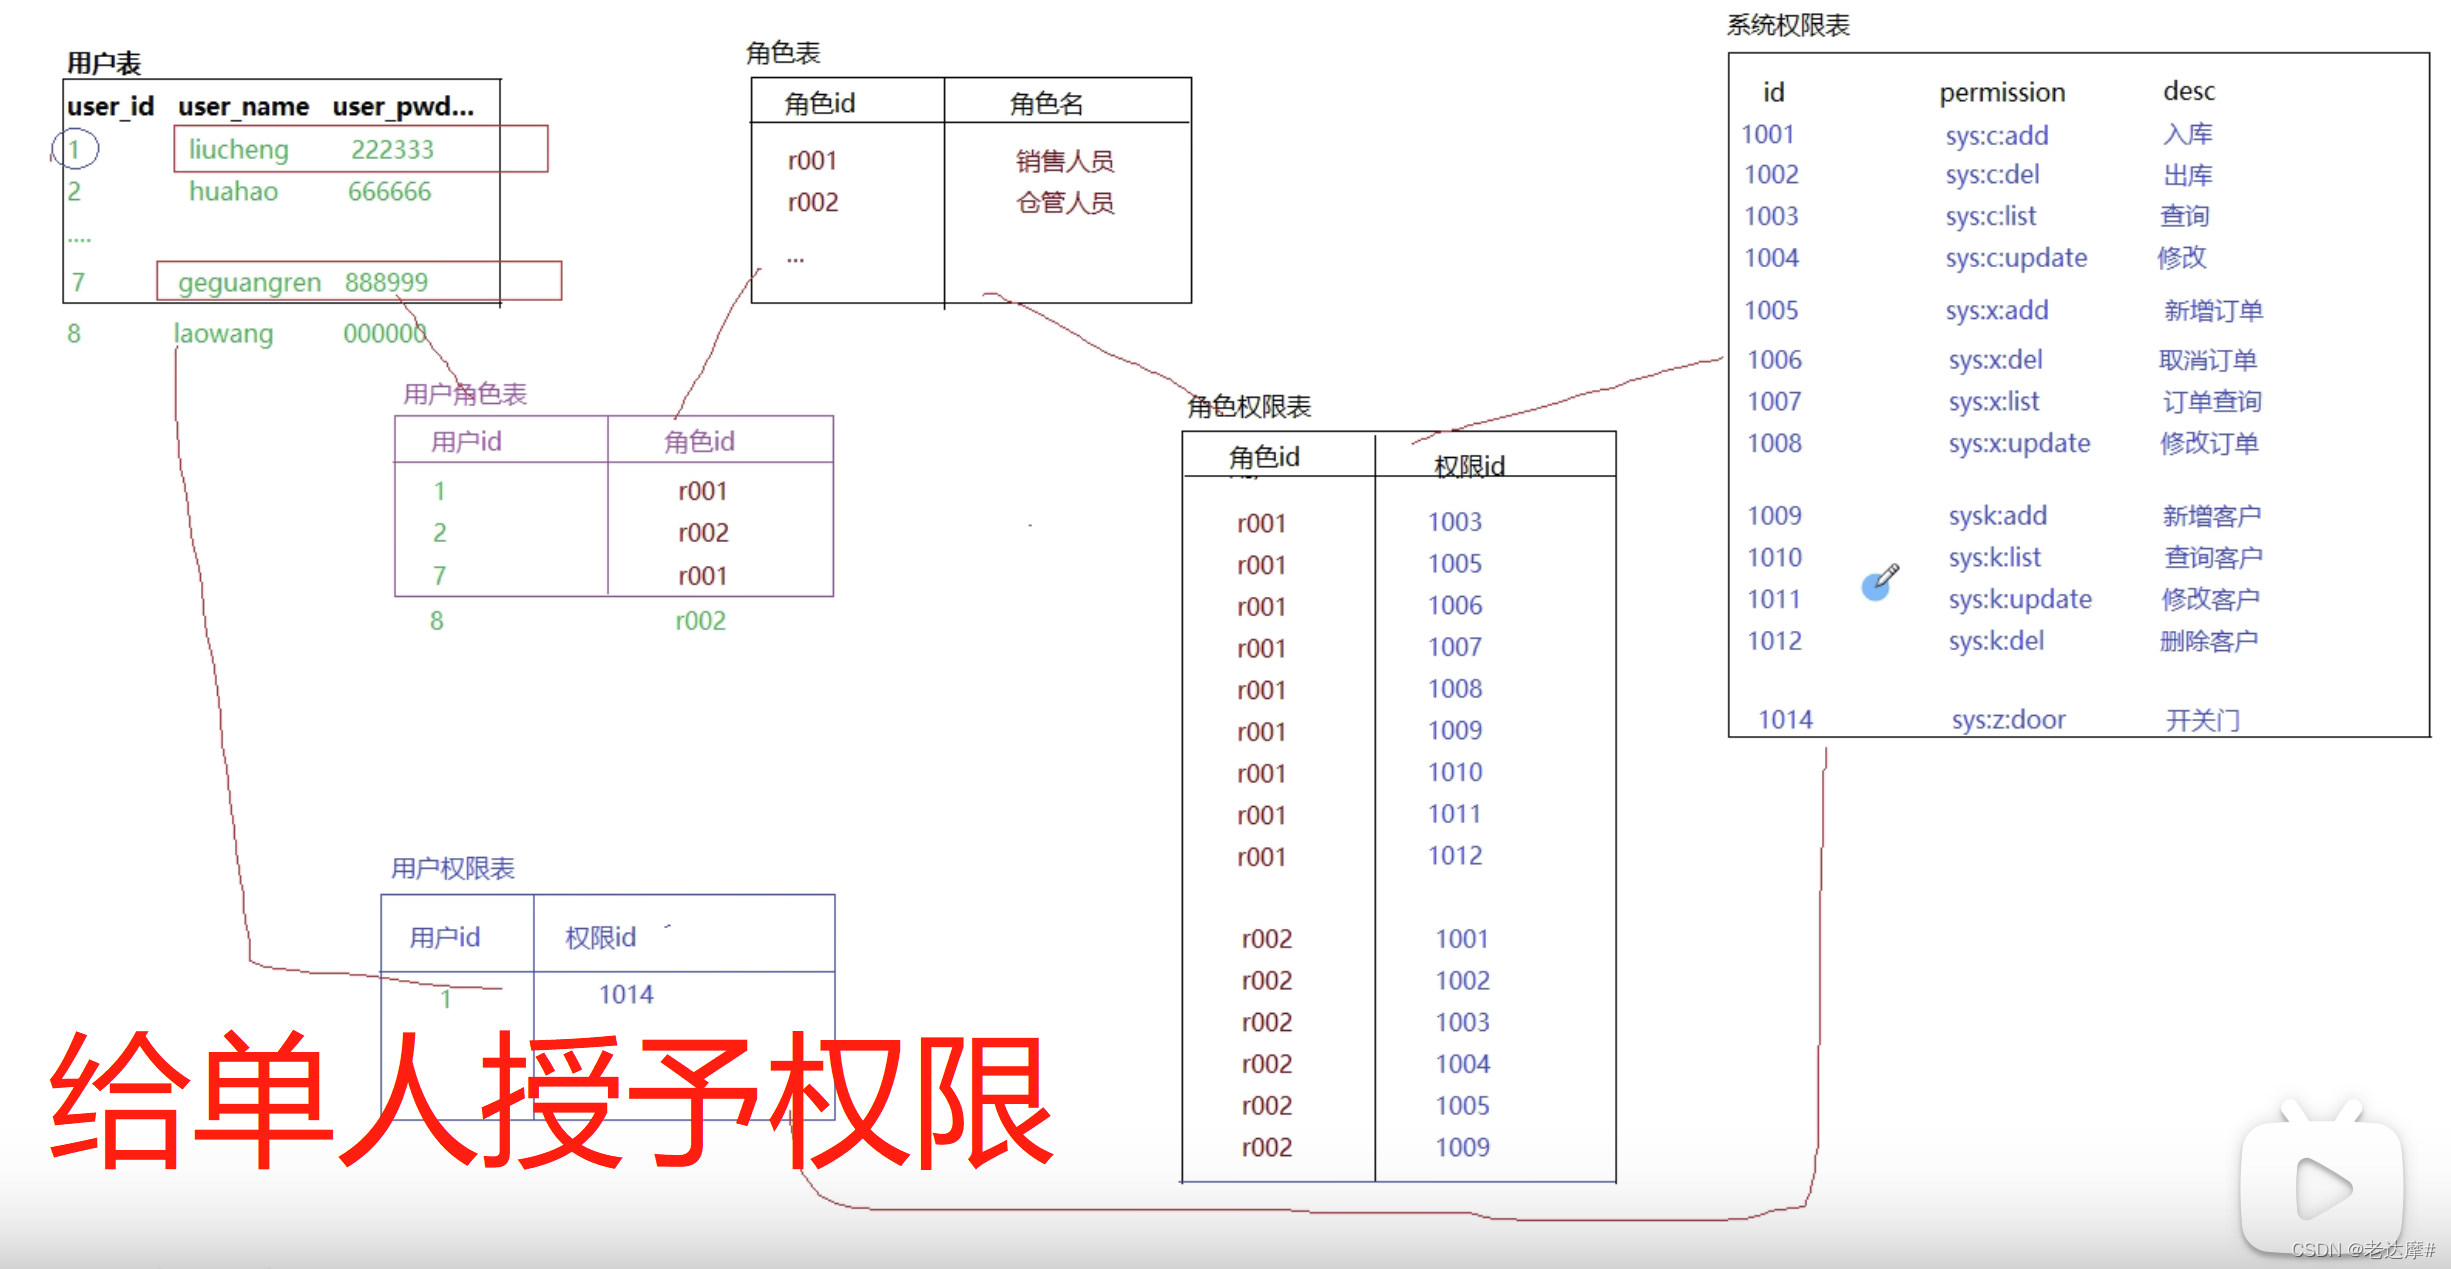 用户表
user_id user_name user_pwd...
1 liucheng 222333
2 huahao 666666
....
7 geguangren 888999
8 laowang 000000
角色表
角色id 角色名
r001 销售人员
r002 仓管人员
...
系统权限表
id permission desc
1001 sys:c:add 入库
1002 sys:c:del 出库
1003 sys:c:list 查询
1004 sys:c:update 修改
1005 sys:x:add 新增订单
1006 sys:x:del 取消订单
1007 sys:x:list 订单查询
1008 sys:x:update 修改订单
1009 sysk:add 新增客户
1010 sys:k:list 查询客户
1011 sys:k:update 修改客户
1012 sys:k:del 删除客户
1014 sys:z:door 开关门
用户角色表
用户id 角色id
1 r001
2 r002
7 r001
8 r002
角色权限表
角色id 权限id
r001 1003
r001 1005
r001 1006
r001 1007
r001 1008
r001 1009
r001 1010
r001 1011
r001 1012
r002 1001
r002 1002
r002 1003
r002 1004
r002 1005
r002 1009
用户权限表
用户id 权限id
1 1014
给单人授予权限
CSDN @老达摩#